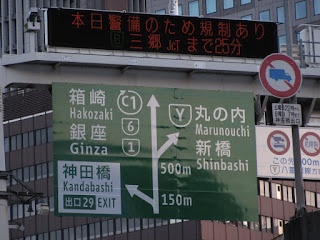 本日警備のため規制あり
三郷JCTまで25分
箱崎
Hakozaki
銀座
Ginza
C1
6
1
Y
丸の内
Marunouchi
新橋
Shinbashi
神田橋
Kandabashi
出口29 EXIT
500m
150m